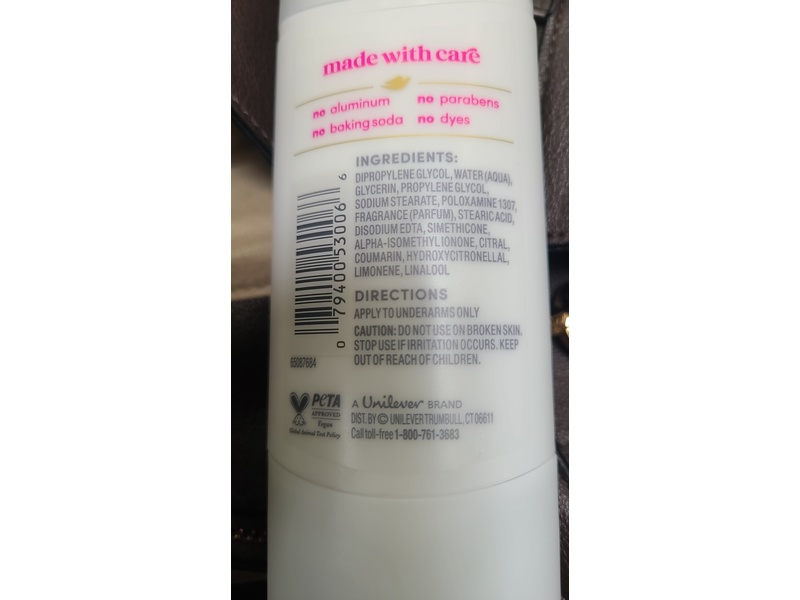 made with care
no aluminum no parabens
no baking soda no dyes
INGREDIENTS:
DIPROPYLENE GLYCOL, WATER (AQUA),
GLYCERIN, PROPYLENE GLYCOL,
SODIUM STEARATE, POLOXAMINE 1307,
FRAGRANCE (PARFUM), STEARIC ACID,
DISODIUM EDTA, SIMETHICONE,
ALPHA-ISOMETHYL IONONE, CITRAL,
COUMARIN, HYDROXYCITRONELLAL,
LIMONENE, LINALOOL
DIRECTIONS
APPLY TO UNDERARMS ONLY
CAUTION: DO NOT USE ON BROKEN SKIN.
STOP USE IF IRRITATION OCCURS. KEEP
OUT OF REACH OF CHILDREN.
0 79400 53006 6
65087684
PETA
APPROVED
Vegan
Global Animal Test Policy
A Unilever BRAND
DIST. BY © UNILEVER TRUMBULL, CT 06611
Call toll-free 1-800-761-3683